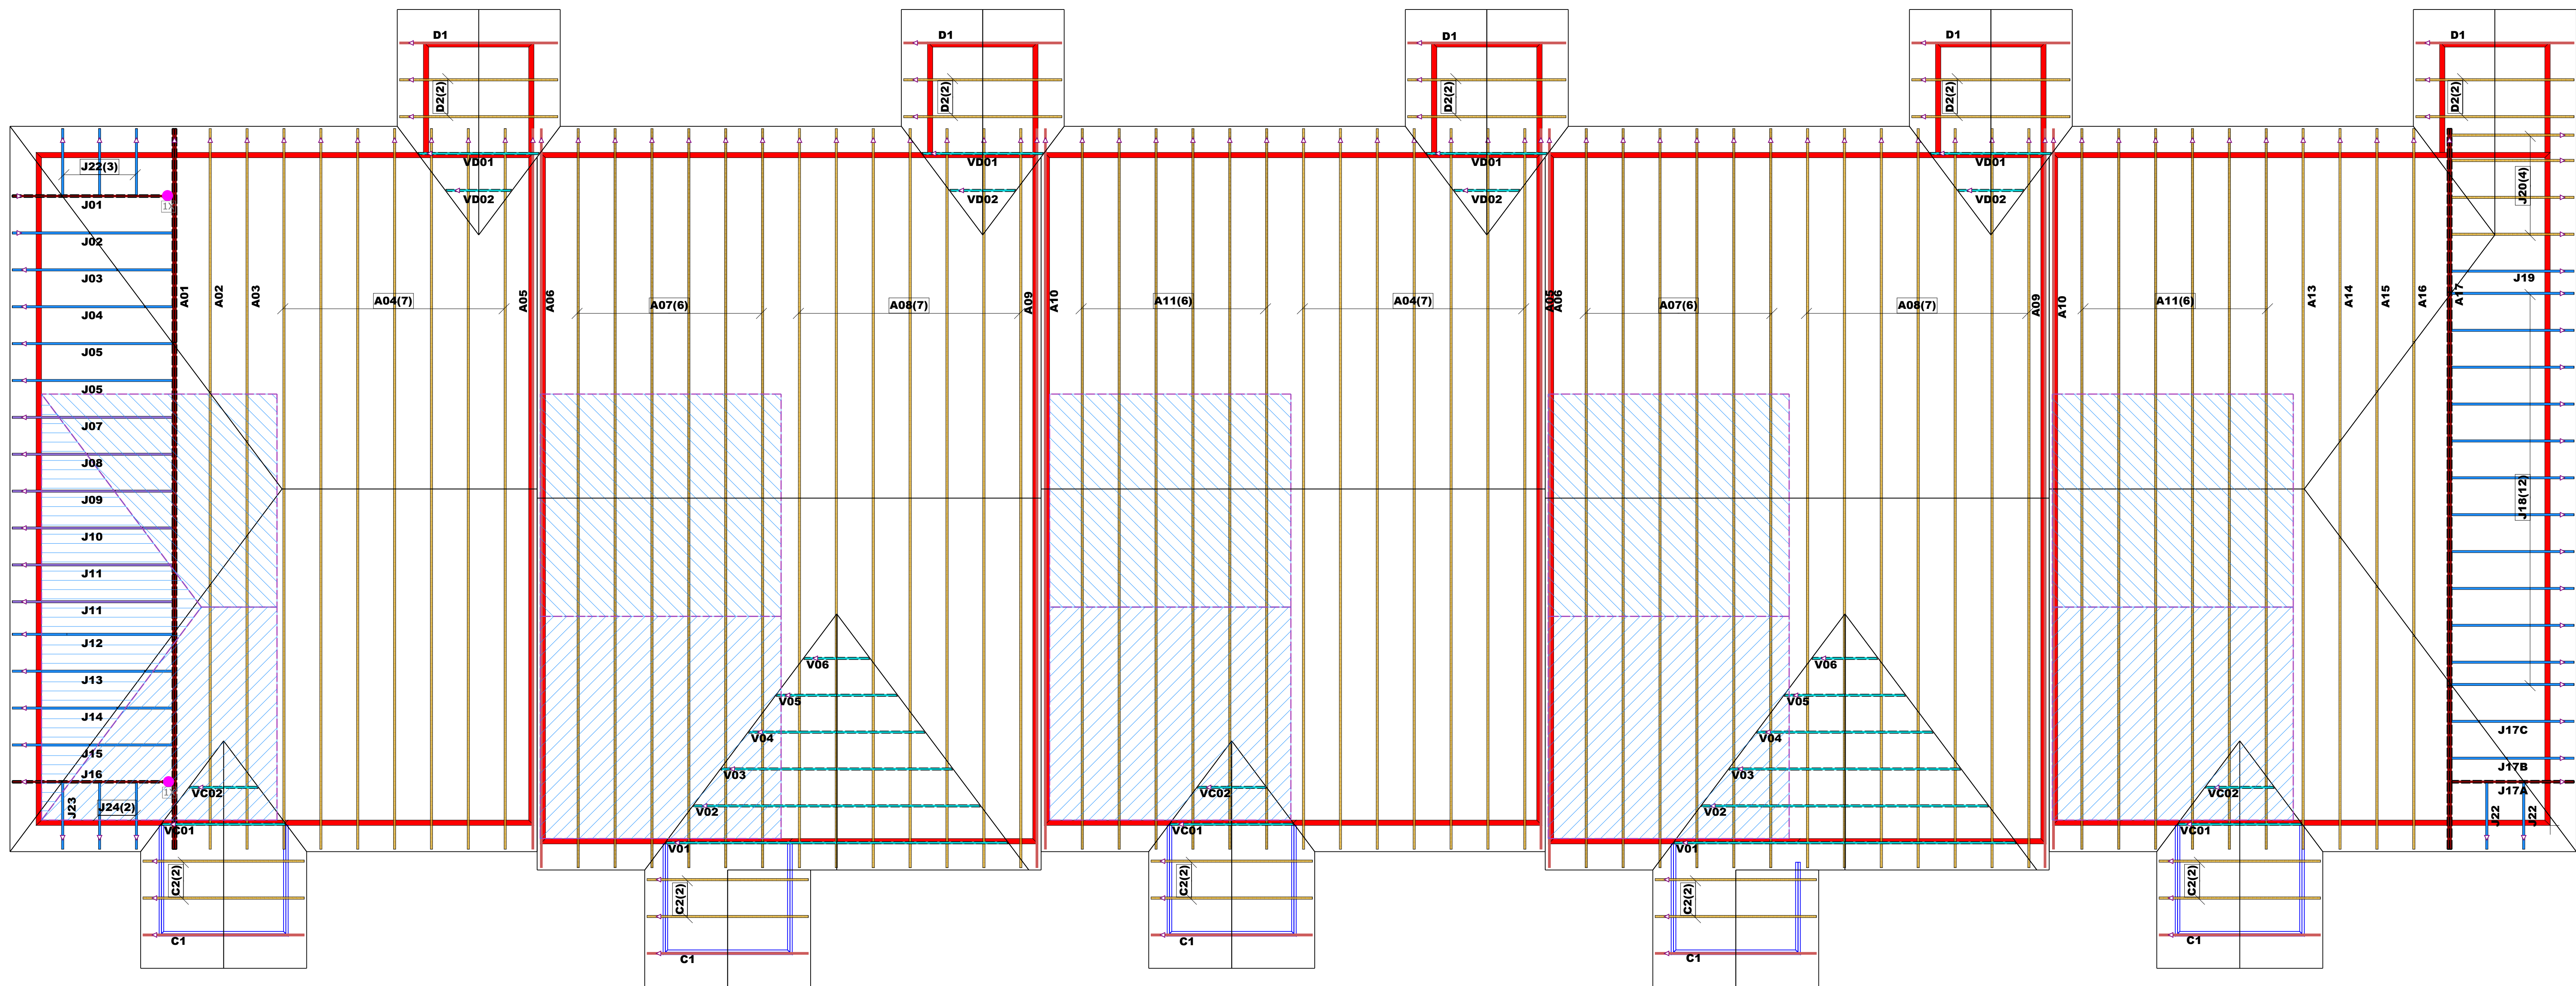 D1
D1
D1
D1
D1
D2(2)
D2(2)
D2(2)
D2(2)
D2(2)
J22(3)
VD01
VD01
VD01
VD01
J20(4)
VD02
VD02
VD02
VD02
J01
J02
J03
J19
A01
A02
A03
A04(7)
A05
A06
A07(6)
A08(7)
A09
A10
A11(6)
A04(7)
A05
A06
A07(6)
A08(7)
A09
A10
A11(6)
A13
A14
A15
A16
A17
J04
J05
J05
J07
J08
J09
J18(12)
J10
J11
J11
J12
V06
V06
J13
V05
V05
J14
J17C
V04
V04
J15
J16
V03
V03
J17B
VC02
VC02
VC02
J17A
J23
J24(2)
V02
V02
J22
J22
VC01
VC01
VC01
V01
V01
C2(2)
C2(2)
C2(2)
C2(2)
C2(2)
C1
C1
C1
C1
C1